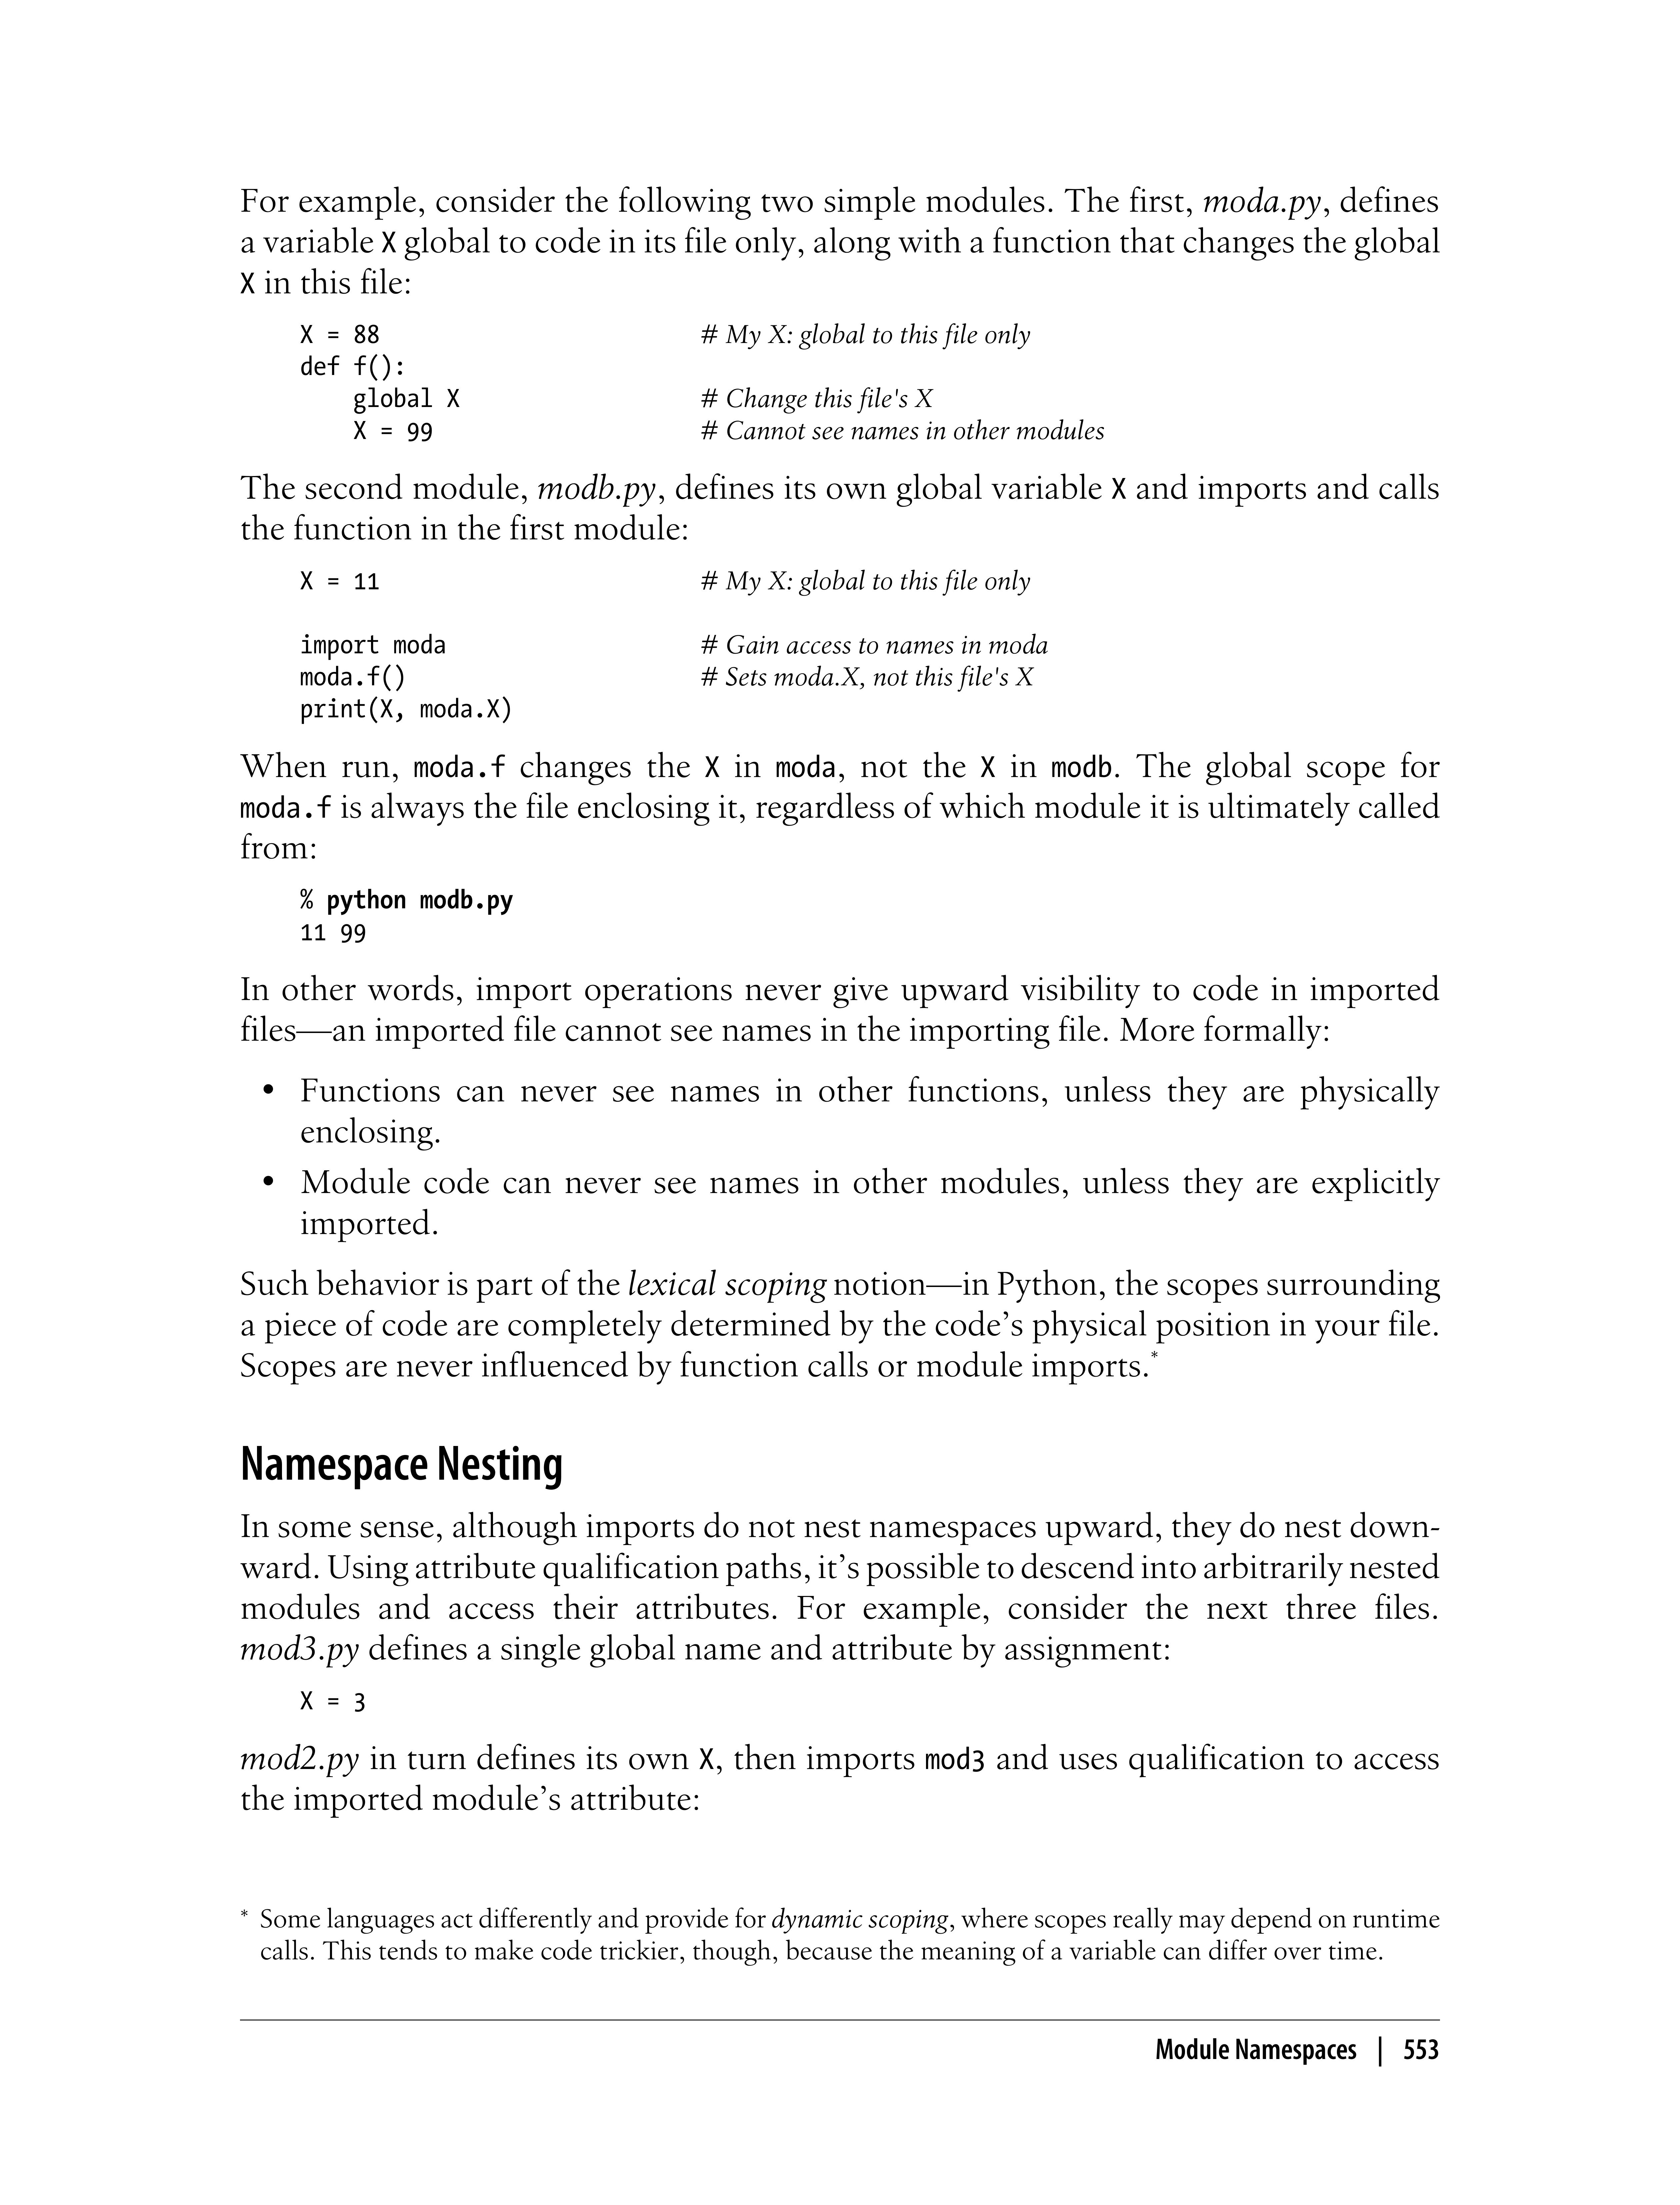 For example, consider the following two simple modules. The first, moda.py, defines
a variable X global to code in its file only, along with a function that changes the global
X in this file:
X = 88 # My X: global to this file only
def f():
global X # Change this file's X
X = 99 # Cannot see names in other modules
The second module, modb.py, defines its own global variable X and imports and calls
the function in the first module:
X = 11 # My X: global to this file only
import moda # Gain access to names in moda
moda.f() # Sets moda.X, not this file's X
print(X, moda.X)
When run, moda.f changes the X in moda, not the X in modb. The global scope for
moda.f is always the file enclosing it, regardless of which module it is ultimately called
from:
% python modb.py
11 99
In other words, import operations never give upward visibility to code in imported
files—an imported file cannot see names in the importing file. More formally:
• Functions can never see names in other functions, unless they are physically
enclosing.
• Module code can never see names in other modules, unless they are explicitly
imported.
Such behavior is part of the lexical scoping notion—in Python, the scopes surrounding
a piece of code are completely determined by the code’s physical position in your file.
Scopes are never influenced by function calls or module imports.*
Namespace Nesting
In some sense, although imports do not nest namespaces upward, they do nest down-
ward. Using attribute qualification paths, it’s possible to descend into arbitrarily nested
modules and access their attributes. For example, consider the next three files.
mod3.py defines a single global name and attribute by assignment:
X = 3
mod2.py in turn defines its own X, then imports mod3 and uses qualification to access
the imported module’s attribute:
* Some languages act differently and provide for dynamic scoping, where scopes really may depend on runtime
calls. This tends to make code trickier, though, because the meaning of a variable can differ over time.
Module Namespaces | 553